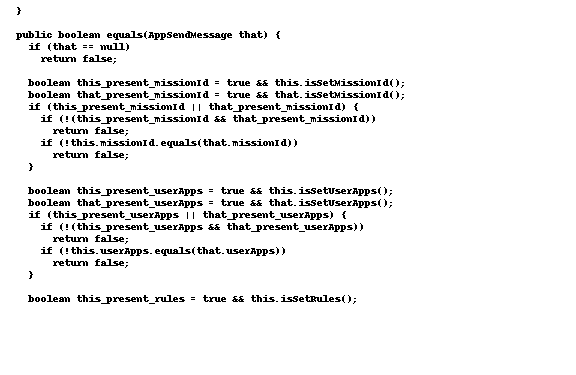 }

  public boolean equals(AppSendMessage that) {
    if (that == null)
      return false;

    boolean this_present_missionId = true && this.isSetMissionId();
    boolean that_present_missionId = true && that.isSetMissionId();
    if (this_present_missionId || that_present_missionId) {
      if (!(this_present_missionId && that_present_missionId))
        return false;
      if (!this.missionId.equals(that.missionId))
        return false;
    }

    boolean this_present_userApps = true && this.isSetUserApps();
    boolean that_present_userApps = true && that.isSetUserApps();
    if (this_present_userApps || that_present_userApps) {
      if (!(this_present_userApps && that_present_userApps))
        return false;
      if (!this.userApps.equals(that.userApps))
        return false;
    }

    boolean this_present_rules = true && this.isSetRules();